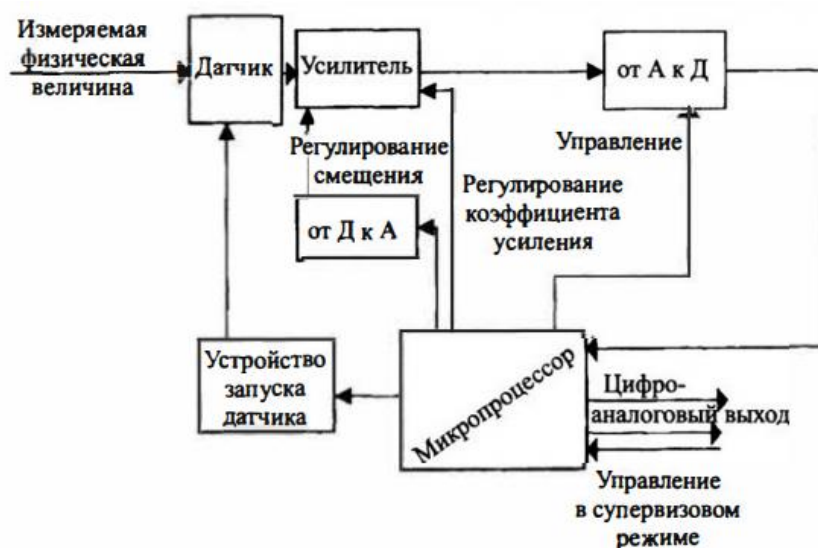 Измеряемая
физическая
величина
Датчик
Усилитель
от А к Д
Регулирование
смещения
Управление
Регулирование
коэффициента
усиления
от Д к А
Устройство
запуска
датчика
Микропроцессор
Цифро-
аналоговый выход
Управление
в супервизовом
режиме